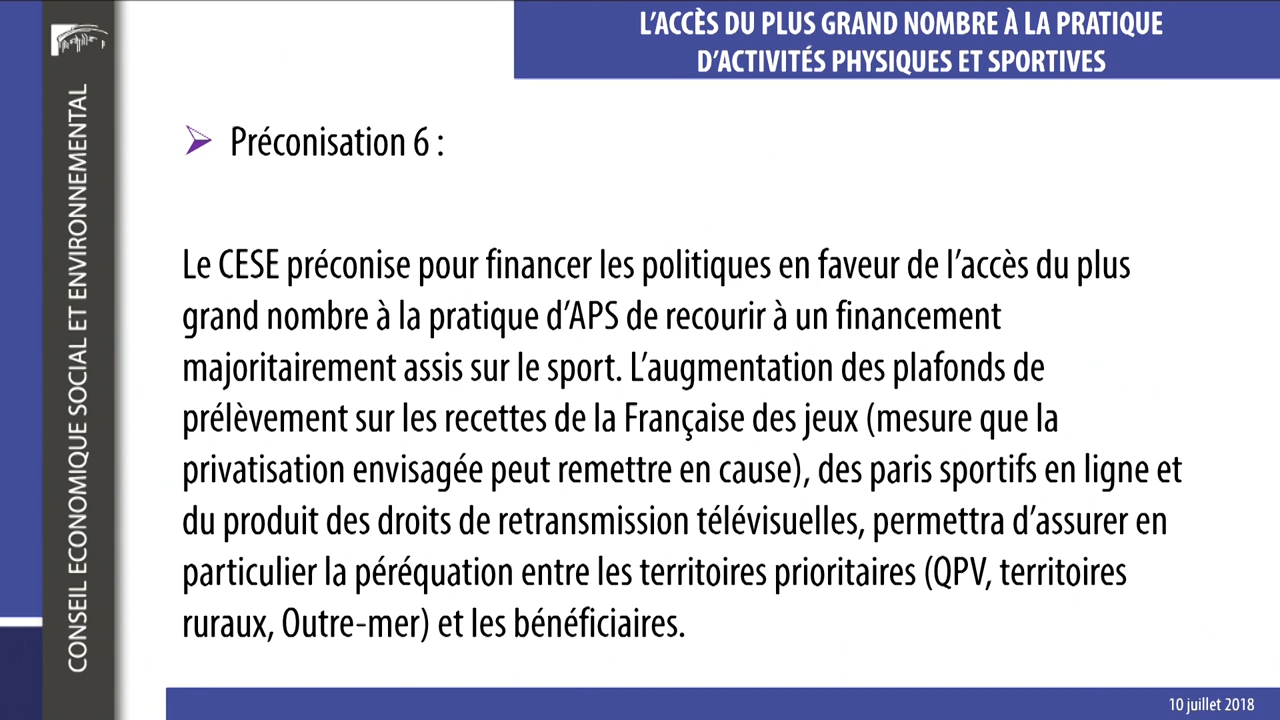 L'ACCÈS DU PLUS GRAND NOMBRE À LA PRATIQUE
D'ACTIVITÉS PHYSIQUES ET SPORTIVES
CONSEIL ECONOMIQUE SOCIAL ET ENVIRONNEMENTAL
Préconisation 6 :
Le CESE préconise pour financer les politiques en faveur de l'accès du plus
grand nombre à la pratique d'APS de recourir à un financement
majoritairement assis sur le sport. L'augmentation des plafonds de
prélèvement sur les recettes de la Française des jeux (mesure que la
privatisation envisagée peut remettre en cause), des paris sportifs en ligne et
du produit des droits de retransmission télévisuelles, permettra d'assurer en
particulier la péréquation entre les territoires prioritaires (QPV, territoires
ruraux, Outre-mer) et les bénéficiaires.
10 juillet 2018